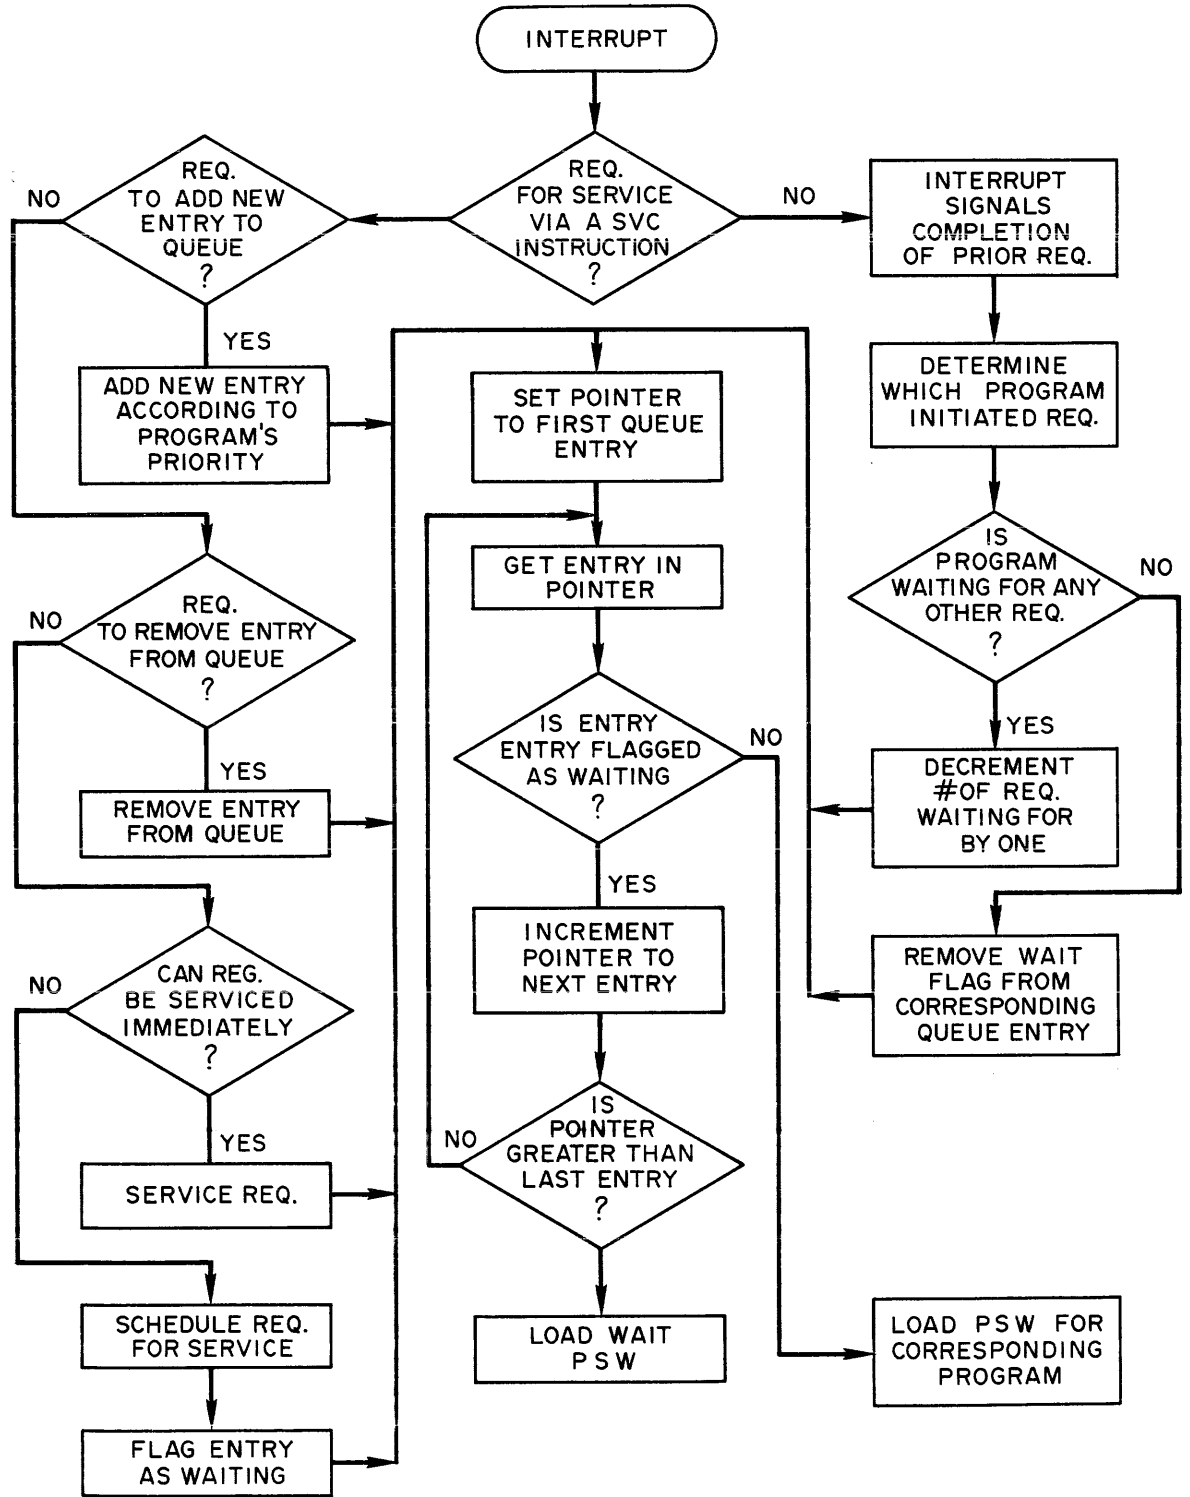 INTERRUPT
REQ.
FOR SERVICE
VIA A SVC
INSTRUCTION
?
NO
INTERRUPT
SIGNALS
COMPLETION
OF PRIOR REQ.
DETERMINE
WHICH PROGRAM
INITIATED REQ.
IS
PROGRAM
WAITING FOR ANY
OTHER REQ.
?
NO
YES
DECREMENT
#OF REQ.
WAITING FOR
BY ONE
REMOVE WAIT
FLAG FROM
CORRESPONDING
QUEUE ENTRY
REQ.
TO ADD NEW
ENTRY TO
QUEUE
?
NO
YES
ADD NEW ENTRY
ACCORDING TO
PROGRAM'S
PRIORITY
REQ.
TO REMOVE ENTRY
FROM QUEUE
?
NO
YES
REMOVE ENTRY
FROM QUEUE
CAN REG.
BE SERVICED
IMMEDIATELY
?
NO
YES
SERVICE REQ.
SCHEDULE REQ.
FOR SERVICE
FLAG ENTRY
AS WAITING
SET POINTER
TO FIRST QUEUE
ENTRY
GET ENTRY IN
POINTER
IS ENTRY
ENTRY FLAGGED
AS WAITING
?
NO
YES
INCREMENT
POINTER TO
NEXT ENTRY
IS
POINTER
GREATER THAN
LAST ENTRY
?
NO
LOAD WAIT
PSW
LOAD PSW FOR
CORRESPONDING
PROGRAM